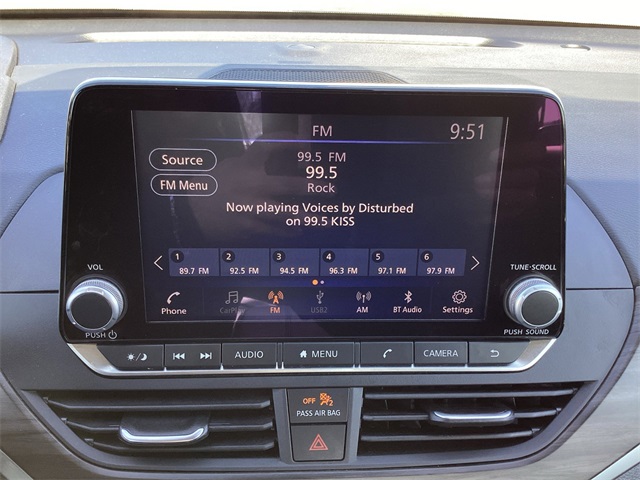 FM
9:51
Source
99.5 FM
99.5
FM Menu
Rock
Now playing Voices by Disturbed
on 99.5 KISS
1 2 3 4 5 6
89.7 FM 92.5 FM 94.5 FM 96.3 FM 97.1 FM 97.9 FM
VOL
TUNE·SCROLL
Phone CarPlay FM USB2 AM BT Audio Settings
PUSH
PUSH SOUND
AUDIO MENU CAMERA
OFF 2
PASS AIR BAG